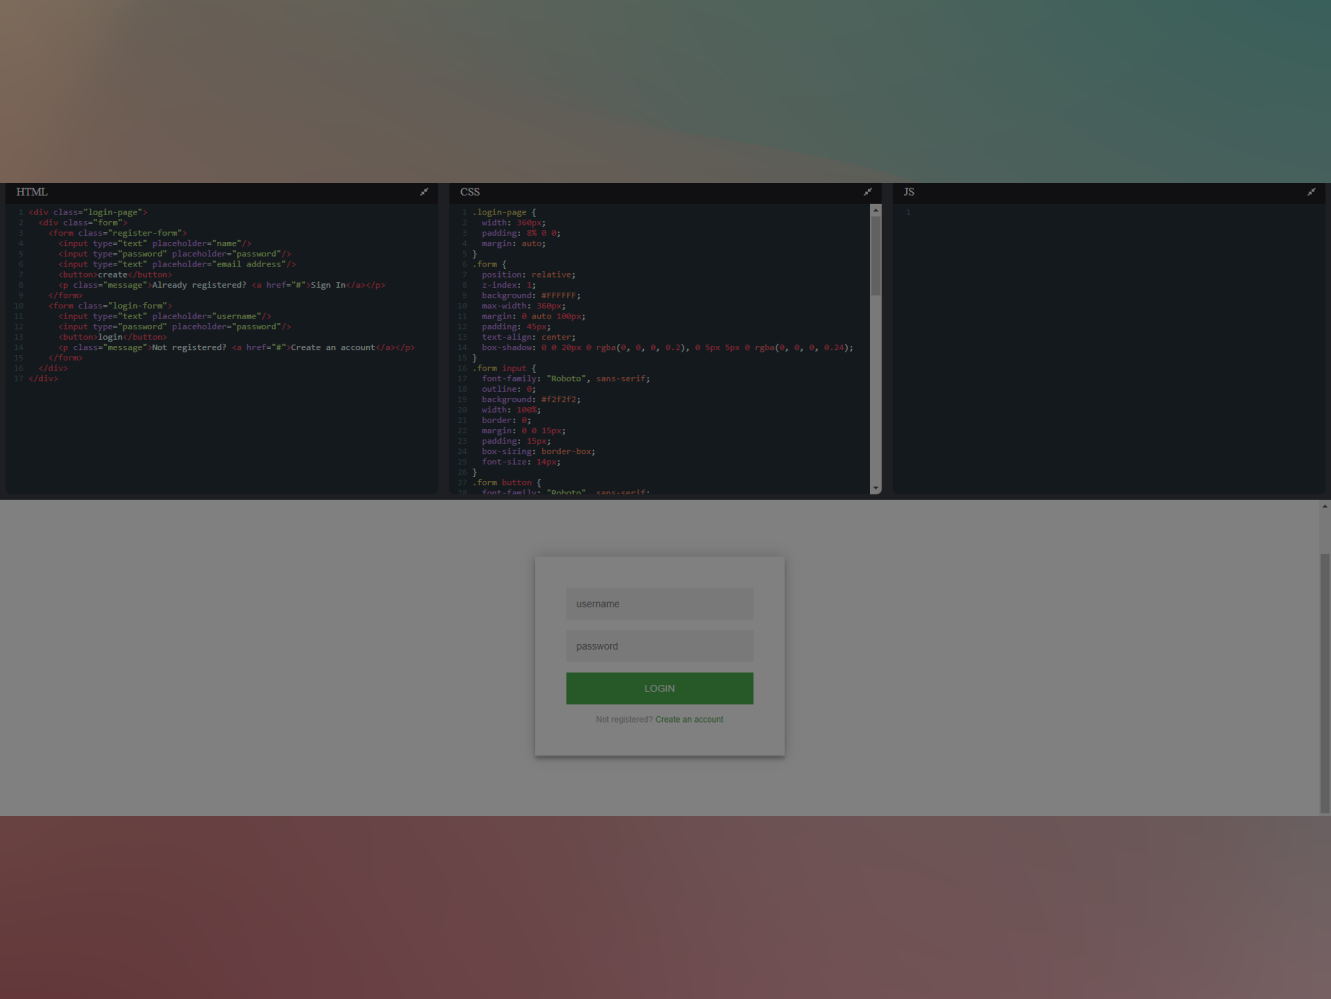 HTML
1 <div class="login-page">
2 <div class="form">
3 <form class="register-form">
4 <input type="text" placeholder="name"/>
5 <input type="password" placeholder="password"/>
6 <input type="text" placeholder="email address"/>
7 <button>create</button>
8 <p class="message">Already registered? <a href="#">Sign In</a></p>
9 </form>
10 <form class="login-form">
11 <input type="text" placeholder="username"/>
12 <input type="password" placeholder="password"/>
13 <button>login</button>
14 <p class="message">Not registered? <a href="#">Create an account</a></p>
15 </form>
16 </div>
17 </div>
CSS
1 .login-page {
2 width: 360px;
3 padding: 8% 0 0;
4 margin: auto;
5 }
6 .form {
7 position: relative;
8 z-index: 1;
9 background: #FFFFFF;
10 max-width: 360px;
11 margin: 0 auto 100px;
12 padding: 45px;
13 text-align: center;
14 box-shadow: 0 0 20px 0 rgba(0, 0, 0, 0.2), 0 5px 5px 0 rgba(0, 0, 0, 0.24);
15 }
16 .form input {
17 font-family: "Roboto", sans-serif;
18 outline: 0;
19 background: #f2f2f2;
20 width: 100%;
21 border: 0;
22 margin: 0 0 15px;
23 padding: 15px;
24 box-sizing: border-box;
25 font-size: 14px;
26 }
27 .form button {
28 font-family: "Roboto", sans-serif;
JS
1
username
password
LOGIN
Not registered? Create an account